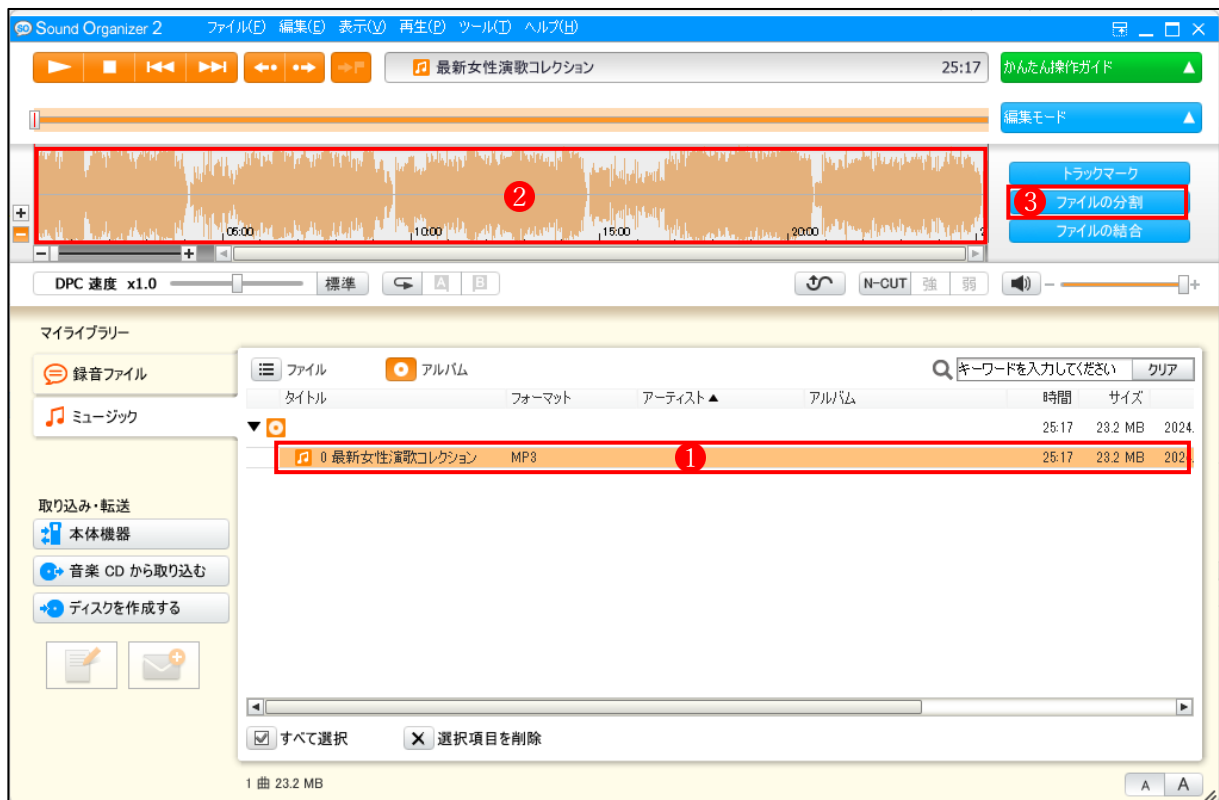 Sound Organizer 2 ファイル(F) 編集(E) 表示(V) 再生(P) ツール(T) ヘルプ(H)
最新女性演歌コレクション 25:17
かんたん操作ガイド
編集モード
トラックマーク
2
3 ファイルの分割
05:00 10:00 15:00 20:00
ファイルの結合
DPC 速度 x1.0 標準 A B N-CUT 強 弱
マイライブラリー
録音ファイル
ミュージック
ファイル アルバム キーワードを入力してください クリア
タイトル フォーマット アーティスト▲ アルバム 時間 サイズ
25:17 23.2 MB 2024.
0 最新女性演歌コレクション MP3 1 25:17 23.2 MB 202
取り込み・転送
本体機器
音楽 CD から取り込む
ディスクを作成する
すべて選択 選択項目を削除
1 曲 23.2 MB
A A